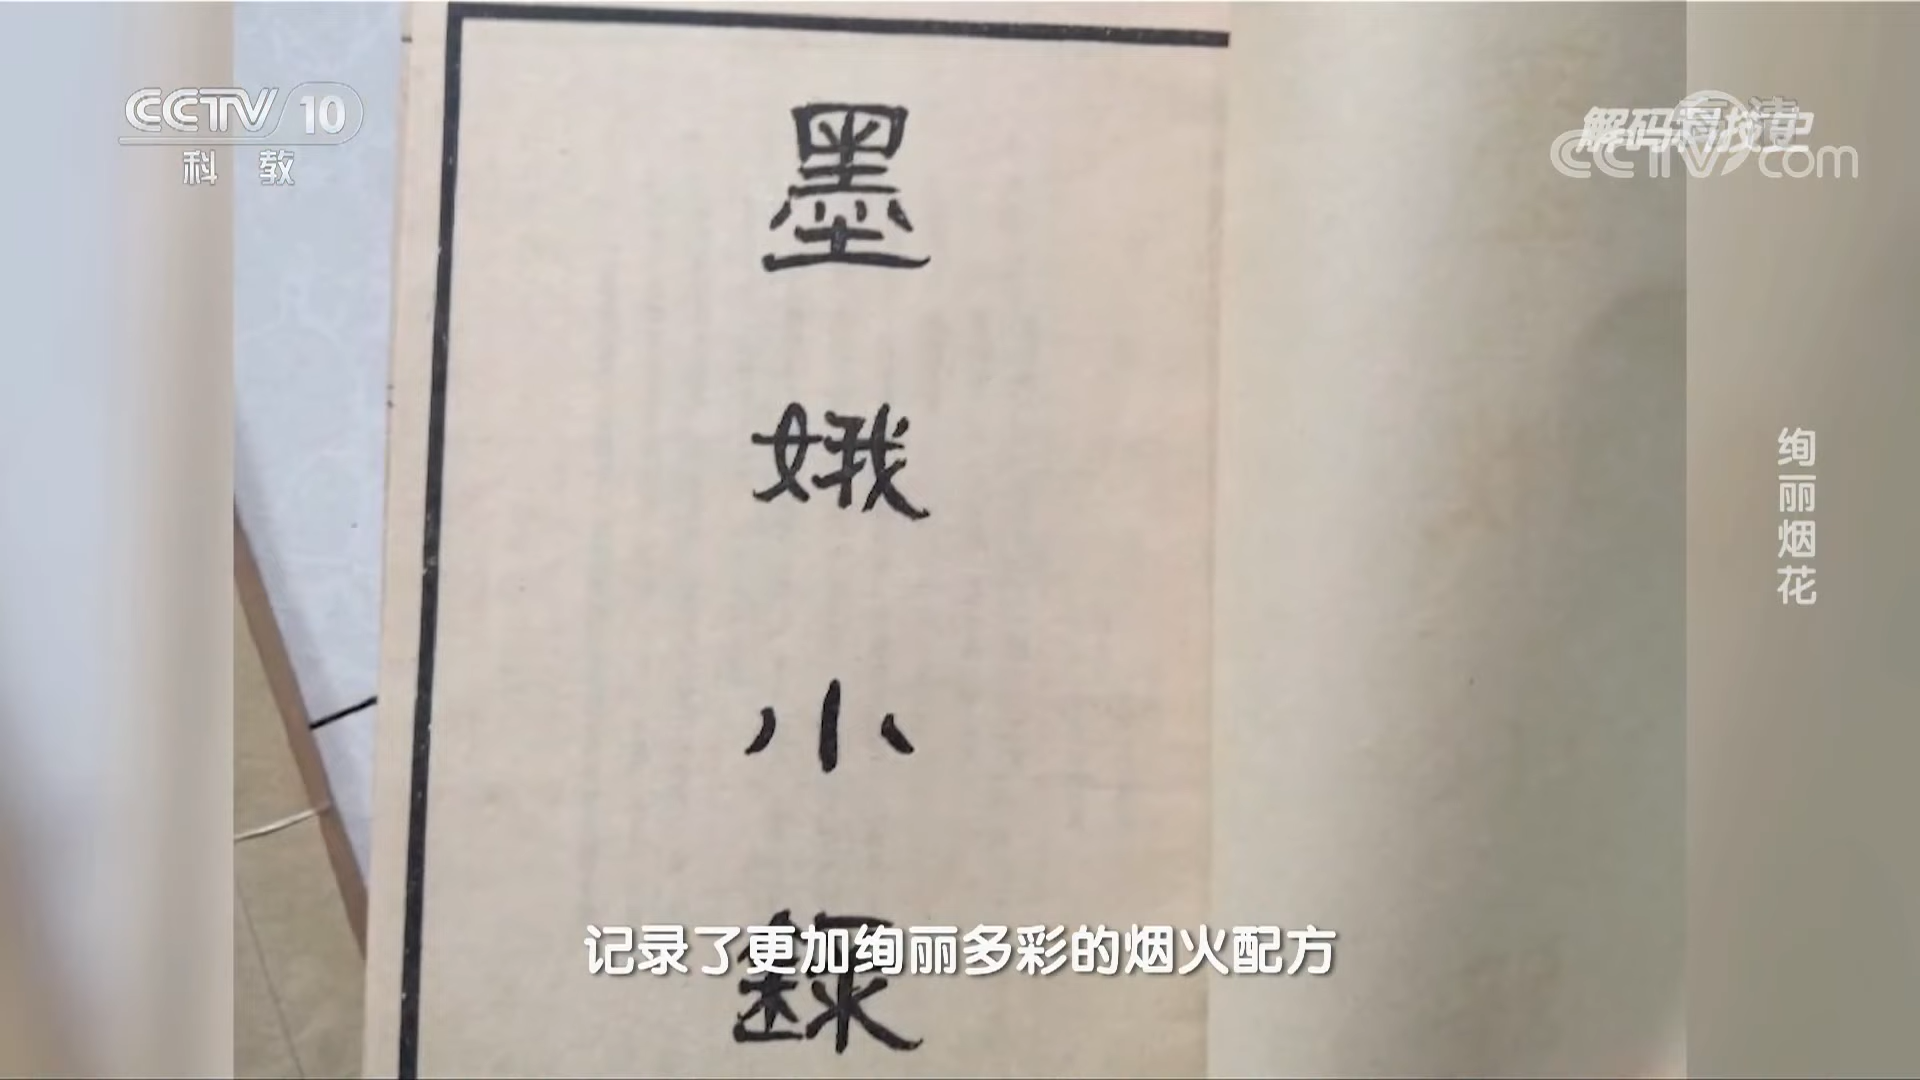 CCTV 10
科 教
解码科技史
CCTV.com
墨
娥
小
錄
绚丽烟花
记录了更加绚丽多彩的烟火配方